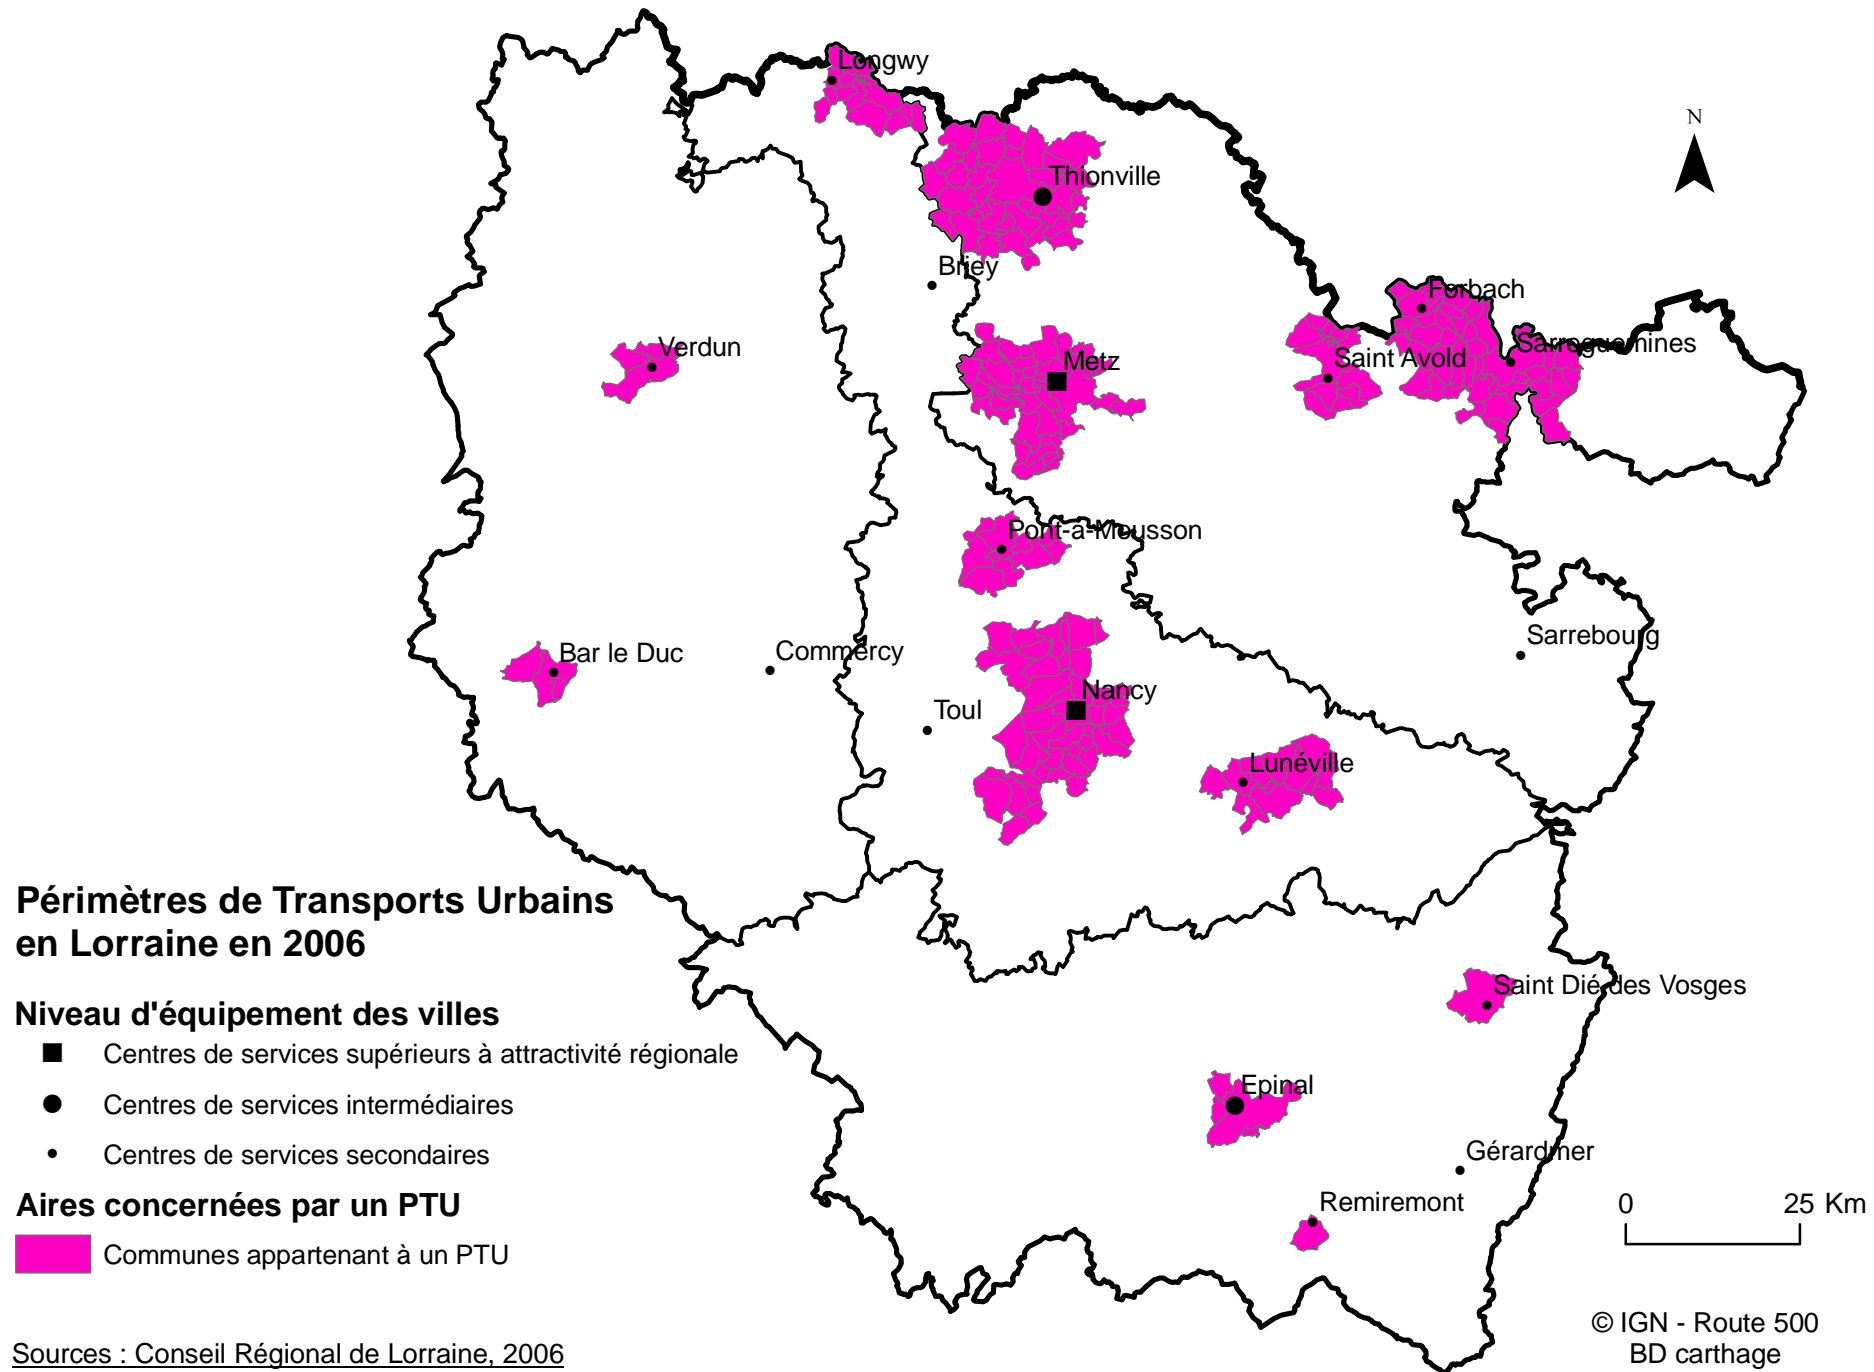 Longwy
N
Thionville
Briey
Forbach
Verdun
Metz
Saint Avold
Sarreguemines
Pont-à-Mousson
Sarrebourg
Bar le Duc
Commercy
Toul
Nancy
Lunéville
Périmètres de Transports Urbains
en Lorraine en 2006
Saint Dié des Vosges
Niveau d'équipement des villes
Centres de services supérieurs à attractivité régionale
Epinal
Centres de services intermédiaires
Gérardmer
Centres de services secondaires
Aires concernées par un PTU
Remiremont
0 25 Km
Communes appartenant à un PTU
© IGN - Route 500
BD carthage
Sources : Conseil Régional de Lorraine, 2006